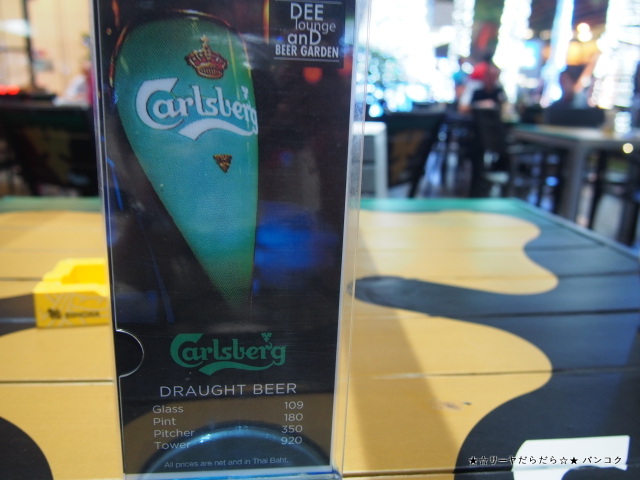 DEE
lounge
anD
BEER GARDEN
Carlsberg
Carlsberg
DRAUGHT BEER
Glass 109
Pint 180
Pitcher 350
Tower 920
All prices are net and in Thai Baht.
★☆リーヤだらだら☆★ バンコク